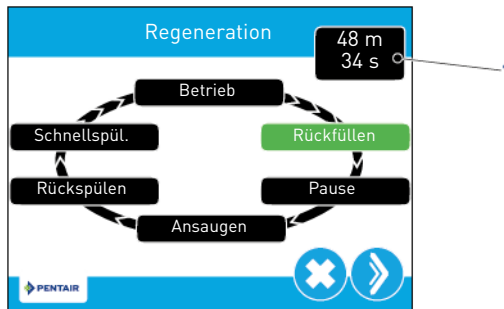 Regeneration
48 m
34 s
Betrieb
Schnellspül.
Rückfüllen
Rückspülen
Pause
Ansaugen
PENTAIR